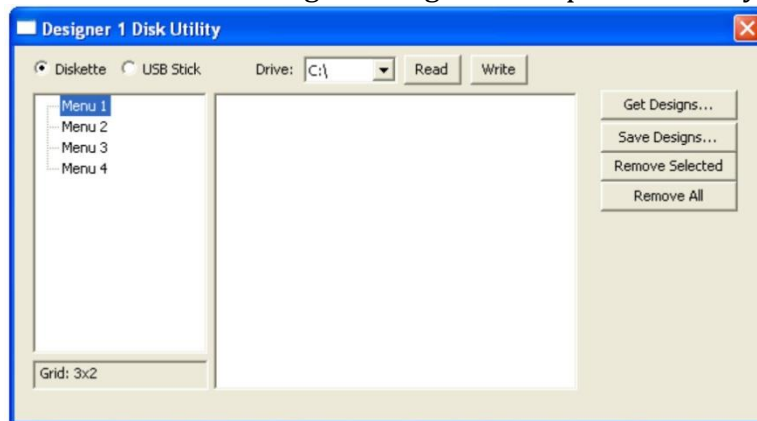 Designer 1 Disk Utility
Diskette USB Stick Drive: C:\ Read Write
Menu 1
Menu 2
Menu 3
Menu 4
Get Designs...
Save Designs...
Remove Selected
Remove All
Grid: 3x2